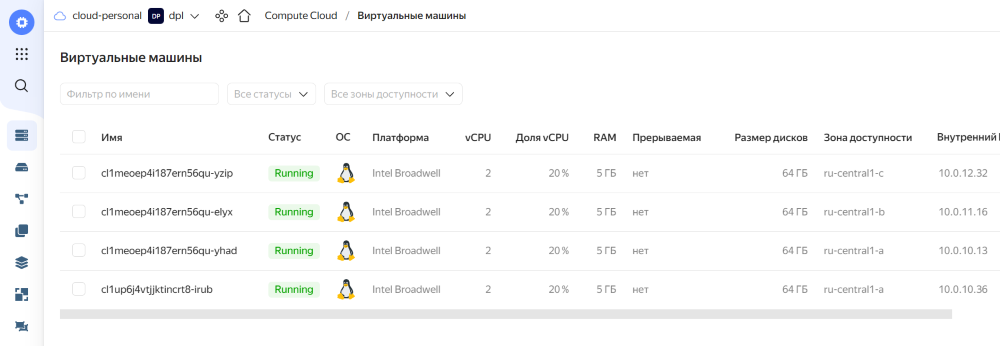 cloud-personal DP dpl Compute Cloud / Виртуальные машины
Виртуальные машины
Фильтр по имени Все статусы Все зоны доступности
Имя Статус ОС Платформа vCPU Доля vCPU RAM Прерываемая Размер дисков Зона доступности Внутренний
cl1meoep4i187ern56qu-yzip Running Intel Broadwell 2 20 % 5 ГБ нет 64 ГБ ru-central1-c 10.0.12.32
cl1meoep4i187ern56qu-elyx Running Intel Broadwell 2 20 % 5 ГБ нет 64 ГБ ru-central1-b 10.0.11.16
cl1meoep4i187ern56qu-yhad Running Intel Broadwell 2 20 % 5 ГБ нет 64 ГБ ru-central1-a 10.0.10.13
cl1up6j4vtjjktincrt8-irub Running Intel Broadwell 2 20 % 5 ГБ нет 64 ГБ ru-central1-a 10.0.10.36